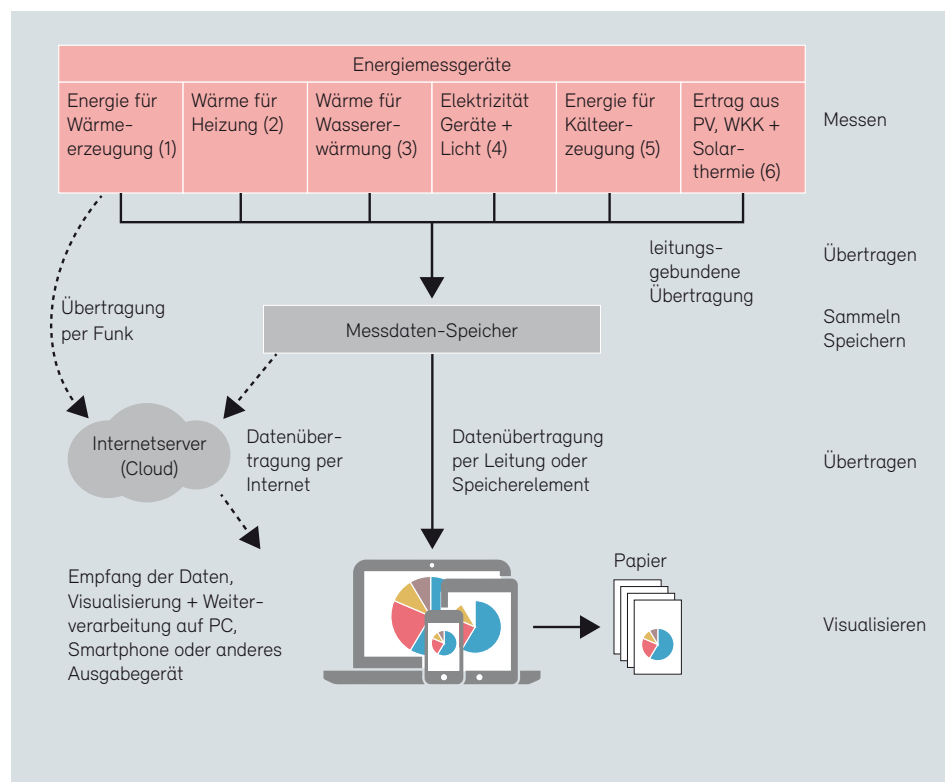 Energiemessgeräte
Energie für
Wärme-
erzeugung (1)
Wärme für
Heizung (2)
Wärme für
Wasserer-
wärmung (3)
Elektrizität
Geräte +
Licht (4)
Energie für
Kälteer-
zeugung (5)
Ertrag aus
PV, WKK +
Solar-
thermie (6)
Messen
leitungs-
gebundene
Übertragung
Übertragen
Übertragung
per Funk
Messdaten-Speicher
Sammeln
Speichern
Internetserver
(Cloud)
Datenüber-
tragung per
Internet
Datenübertragung
per Leitung oder
Speicherelement
Übertragen
Empfang der Daten,
Visualisierung + Weiter-
verarbeitung auf PC,
Smartphone oder anderes
Ausgabegerät
Papier
Visualisieren